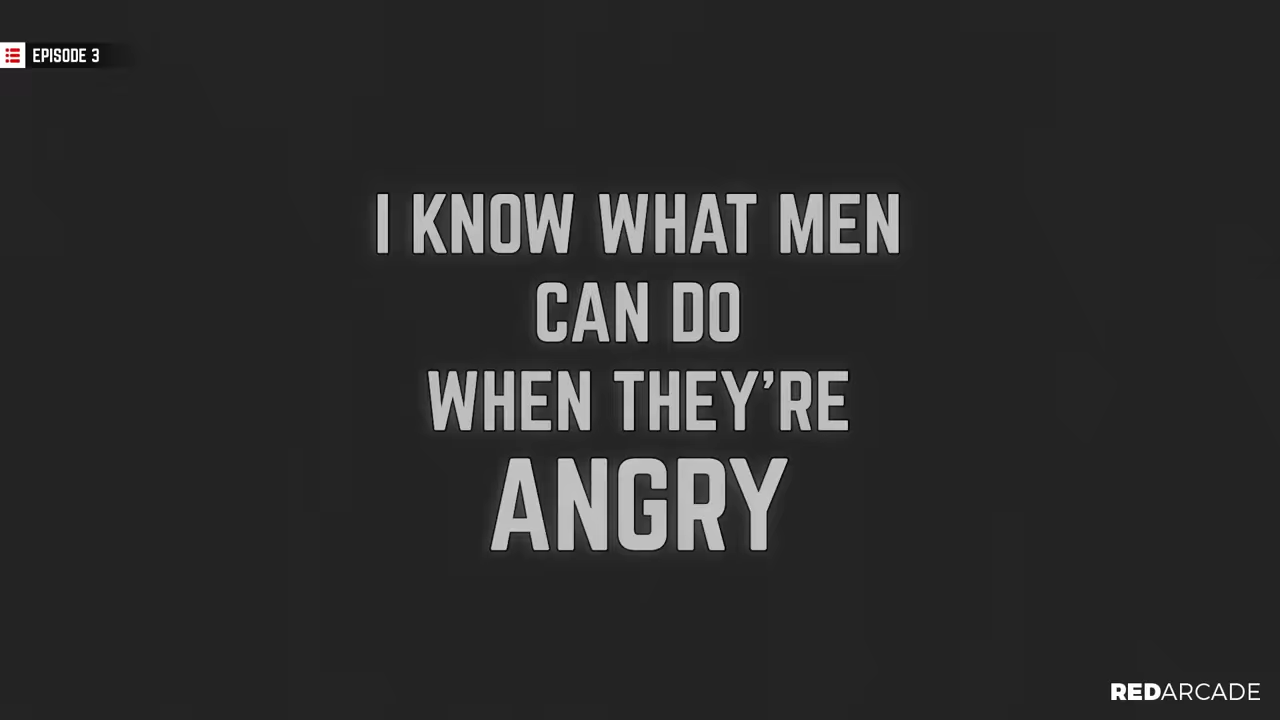 EPISODE 3
I KNOW WHAT MEN
CAN DO
WHEN THEY’RE
ANGRY
REDARCADE